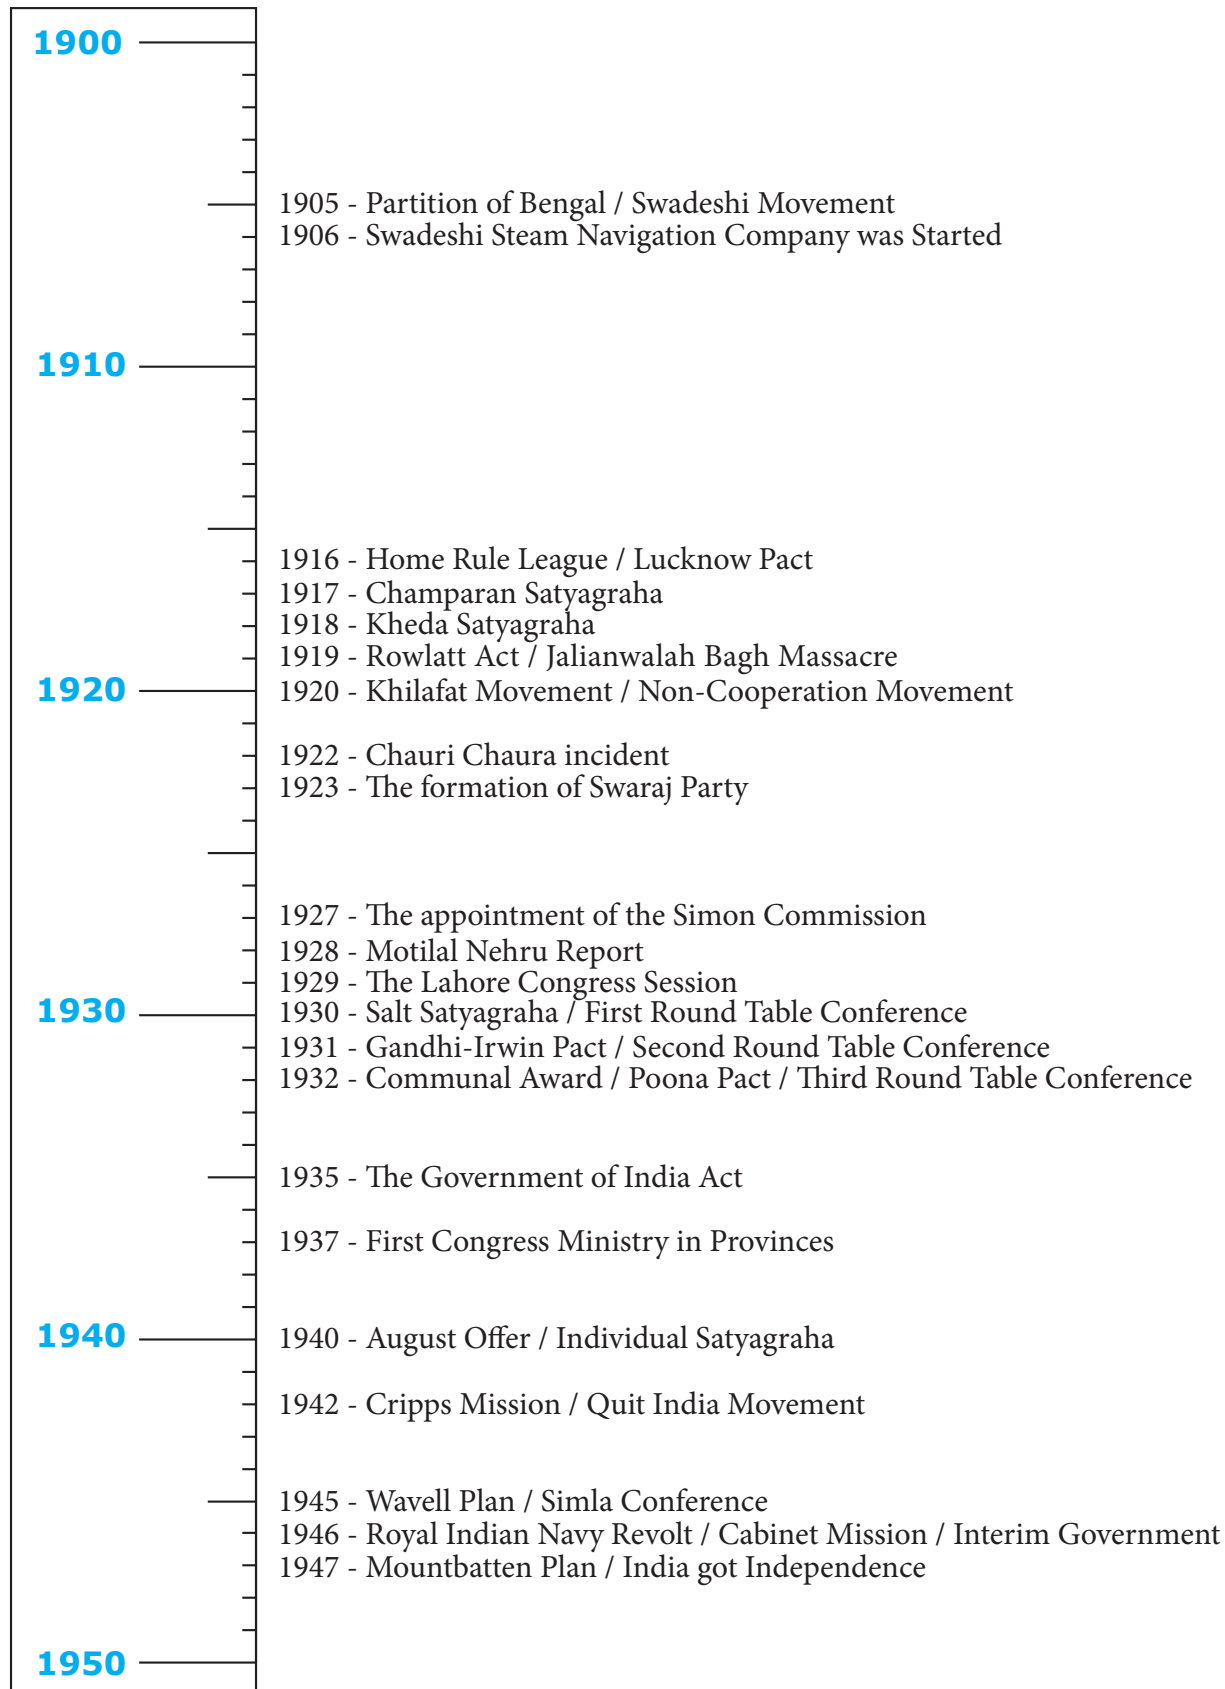 1900
1905 - Partition of Bengal / Swadeshi Movement
1906 - Swadeshi Steam Navigation Company was Started
1910
1916 - Home Rule League / Lucknow Pact
1917 - Champaran Satyagraha
1918 - Kheda Satyagraha
1919 - Rowlatt Act / Jalianwalah Bagh Massacre
1920
1920 - Khilafat Movement / Non-Cooperation Movement
1922 - Chauri Chaura incident
1923 - The formation of Swaraj Party
1927 - The appointment of the Simon Commission
1928 - Motilal Nehru Report
1929 - The Lahore Congress Session
1930
1930 - Salt Satyagraha / First Round Table Conference
1931 - Gandhi-Irwin Pact / Second Round Table Conference
1932 - Communal Award / Poona Pact / Third Round Table Conference
1935 - The Government of India Act
1937 - First Congress Ministry in Provinces
1940
1940 - August Offer / Individual Satyagraha
1942 - Cripps Mission / Quit India Movement
1945 - Wavell Plan / Simla Conference
1946 - Royal Indian Navy Revolt / Cabinet Mission / Interim Government
1947 - Mountbatten Plan / India got Independence
1950